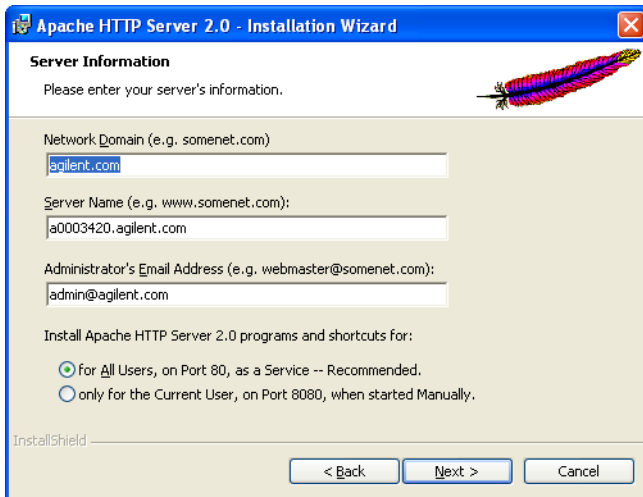 Apache HTTP Server 2.0 - Installation Wizard
Server Information
Please enter your server's information.
Network Domain (e.g. somenet.com)
agilent.com
Server Name (e.g. www.somenet.com):
a0003420.agilent.com
Administrator's Email Address (e.g. webmaster@somenet.com):
admin@agilent.com
Install Apache HTTP Server 2.0 programs and shortcuts for:
for All Users, on Port 80, as a Service -- Recommended.
only for the Current User, on Port 8080, when started Manually.
InstallShield
< Back Next > Cancel